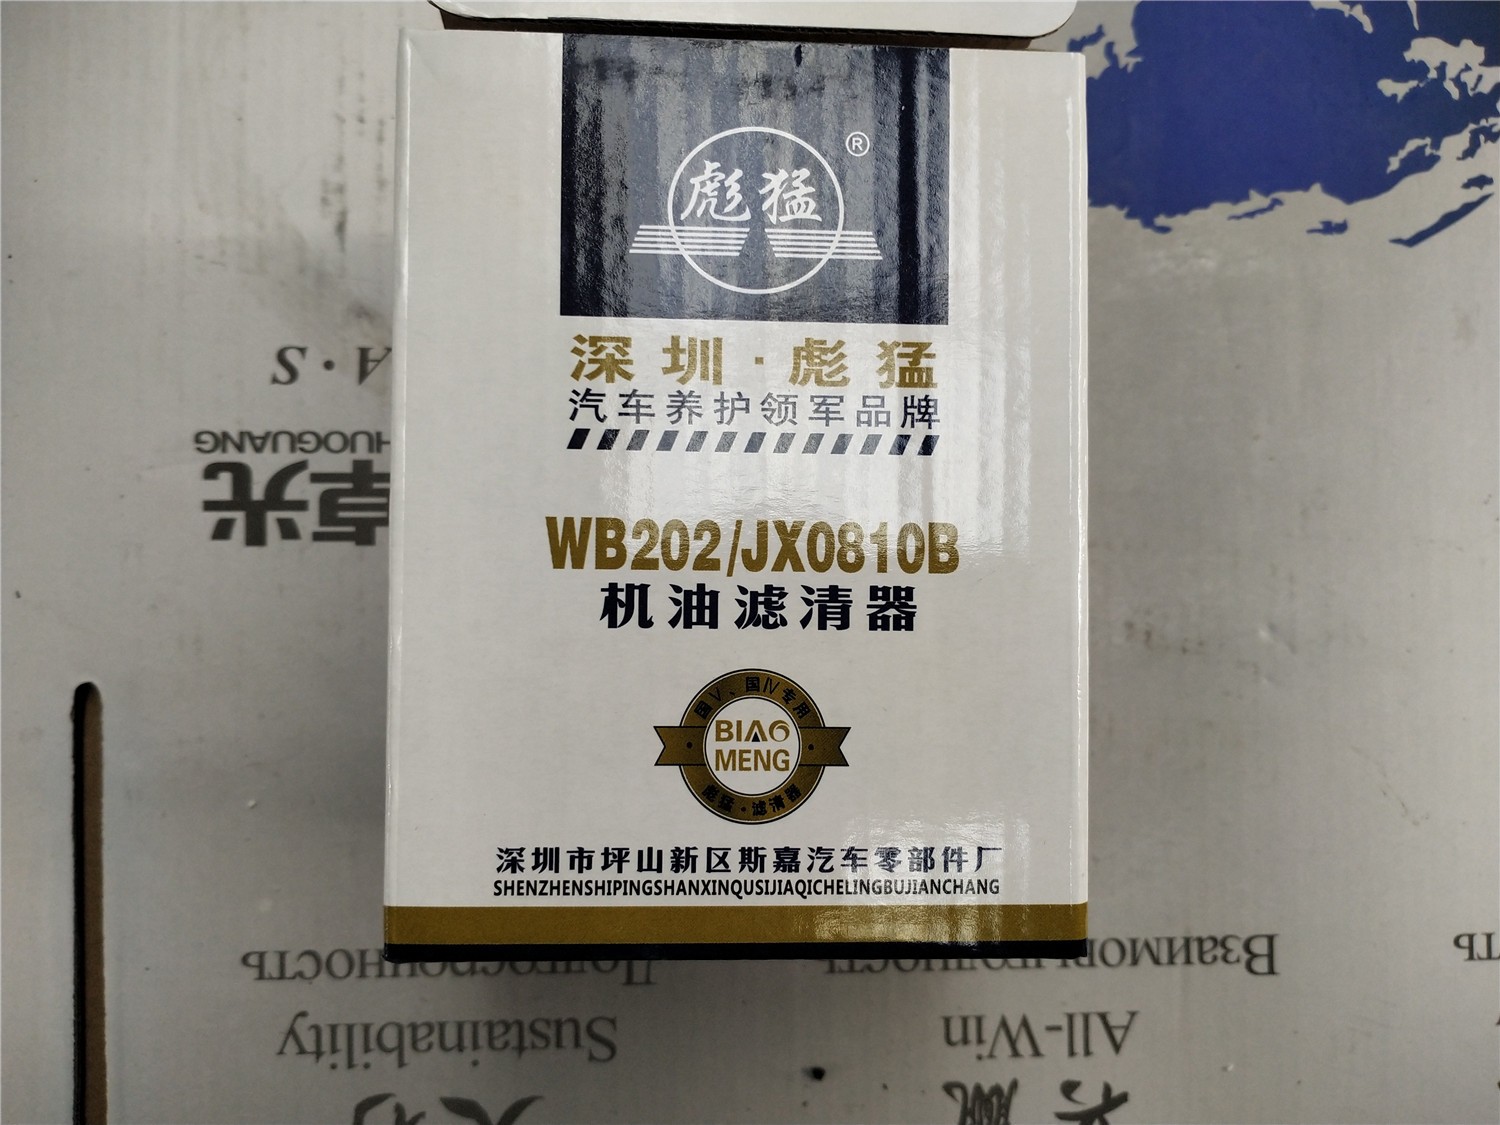 彪猛
®
深圳·彪猛
汽车养护领军品牌
WB202/JX0810B
机油滤清器
国Ⅴ、国Ⅳ专用
BIAO
MENG
彪猛·滤清器
深圳市坪山新区斯嘉汽车零部件厂
SHENZHENSHIPINGSHANXINQUSIJIAQICHELINGBUJIANCHANG
A·S
HUOGUANG
卓光
All-Win
Sustainability